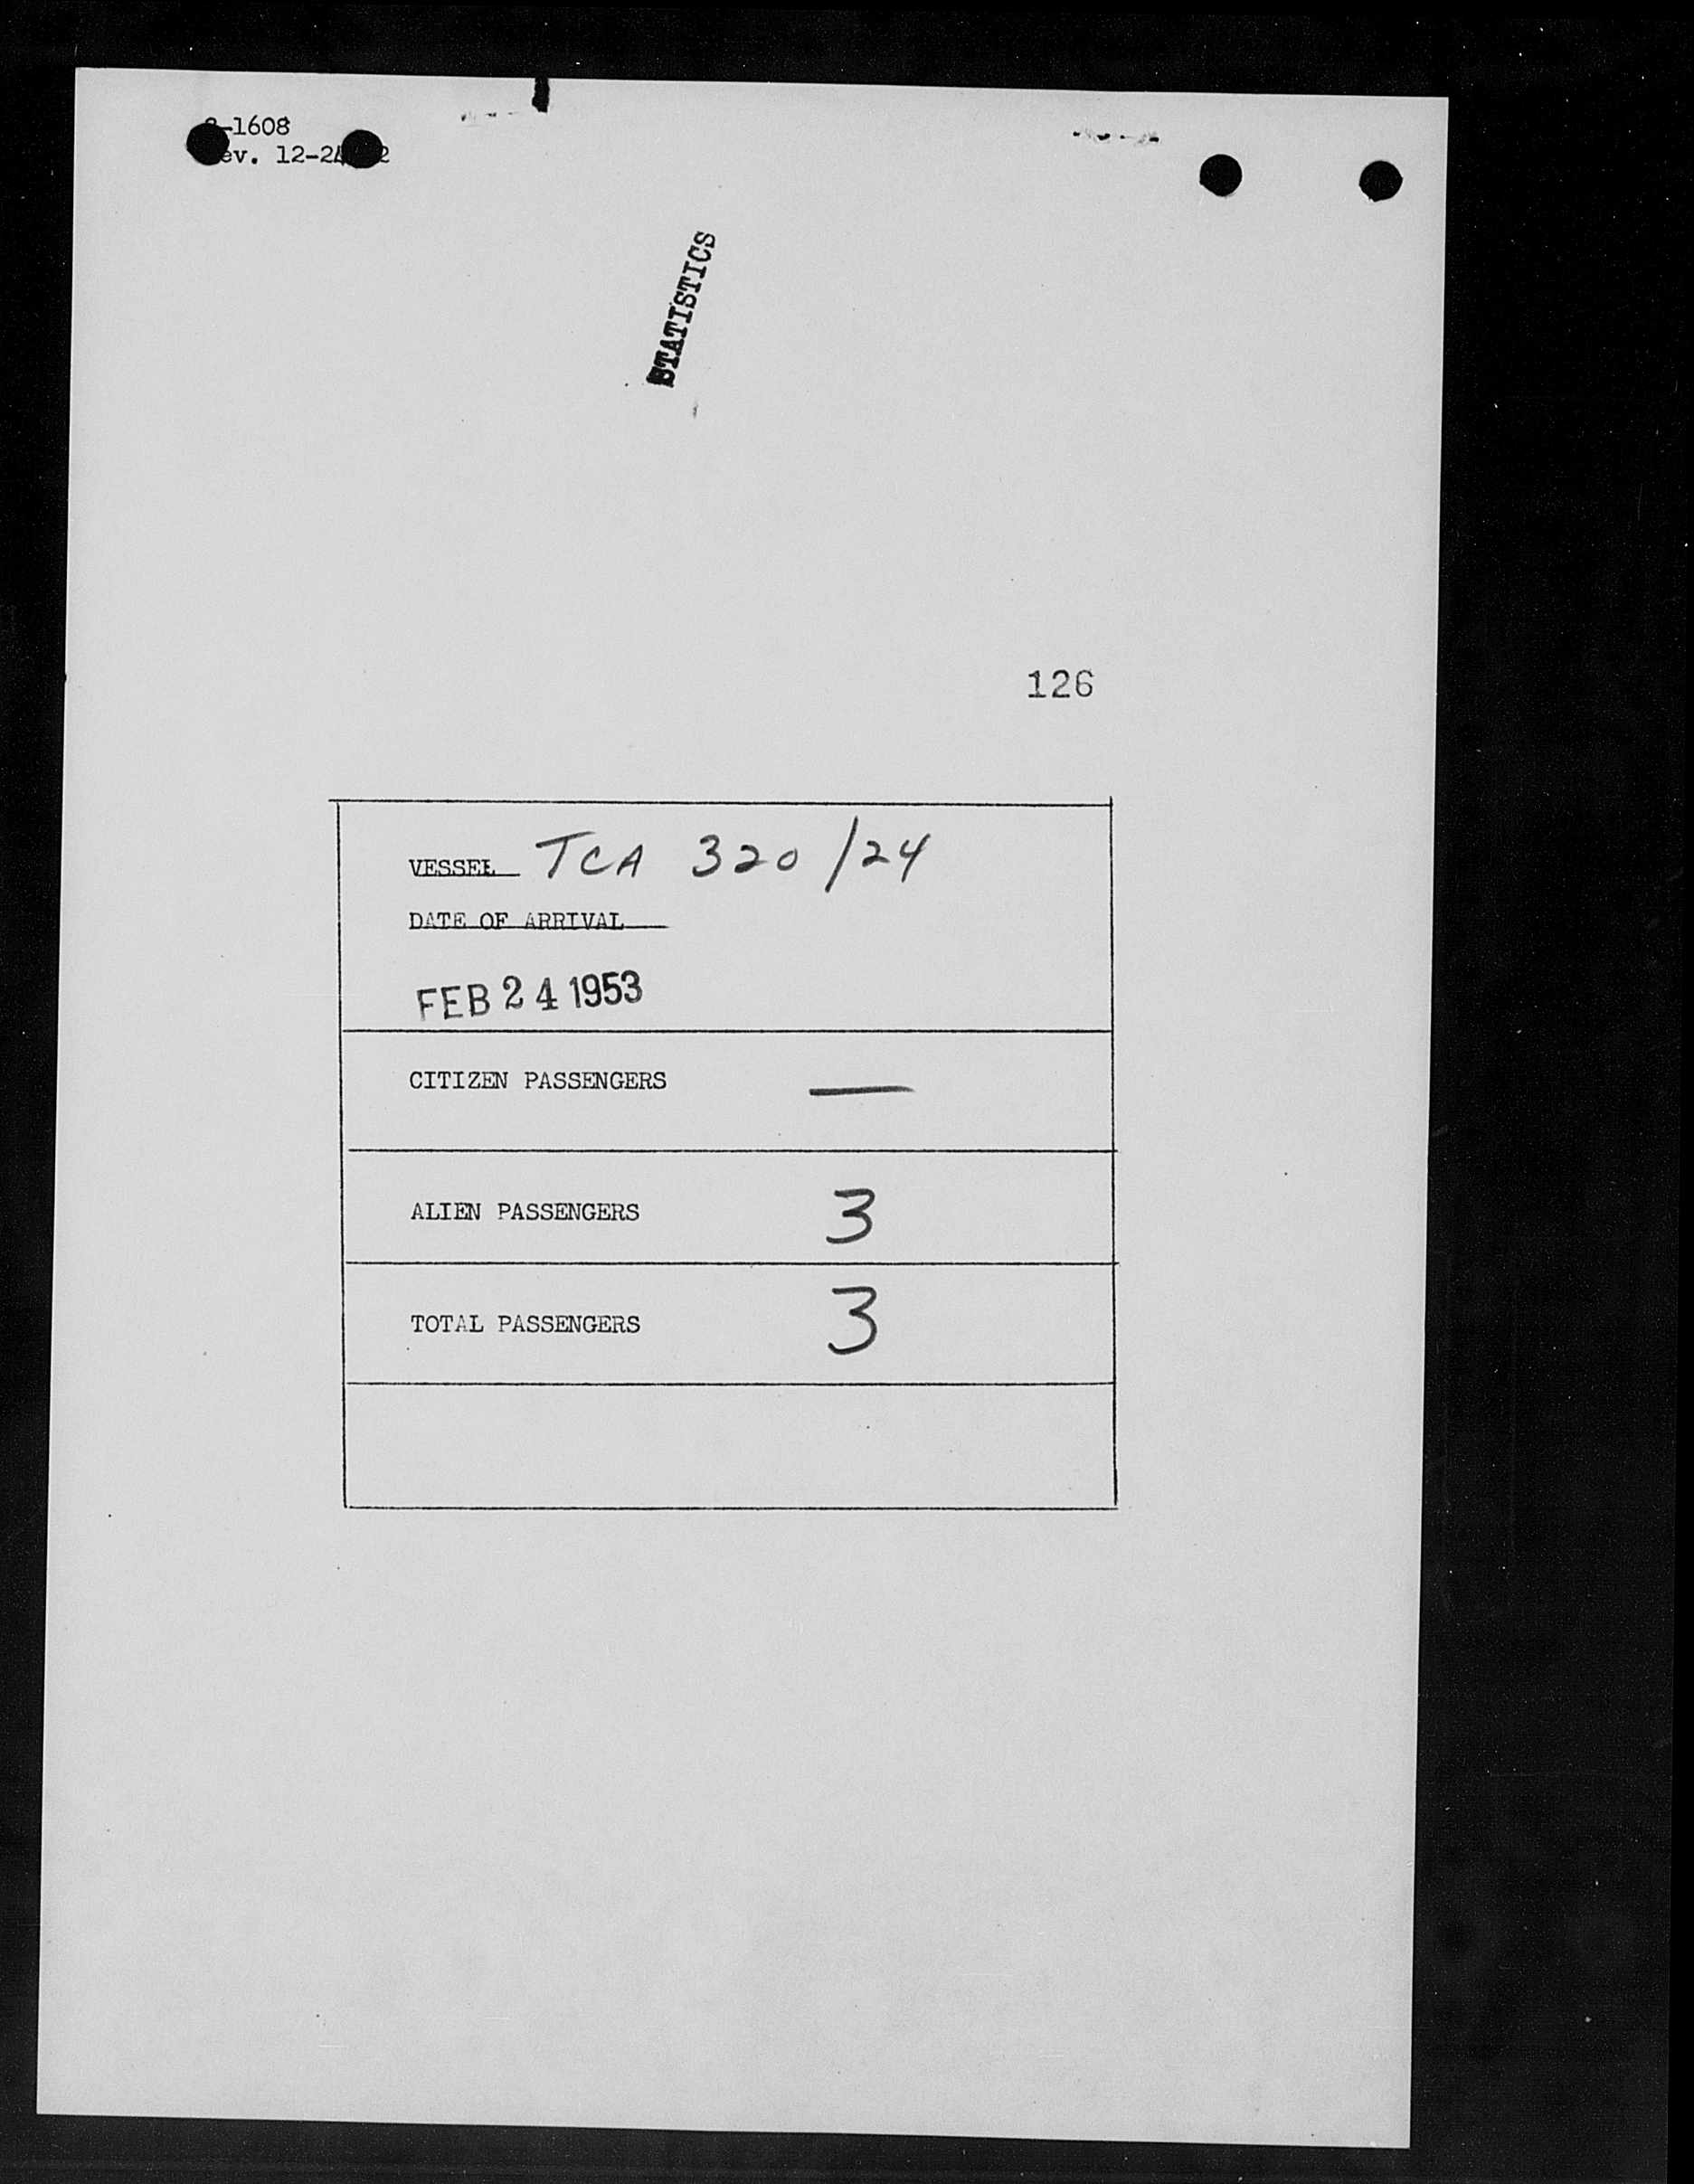 -1608
ev. 12-24 2
STATISTICS
126
VESSEL TCA 320/24
DATE OF ARRIVAL
FEB 24 1953
CITIZEN PASSENGERS —
ALIEN PASSENGERS 3
TOTAL PASSENGERS 3